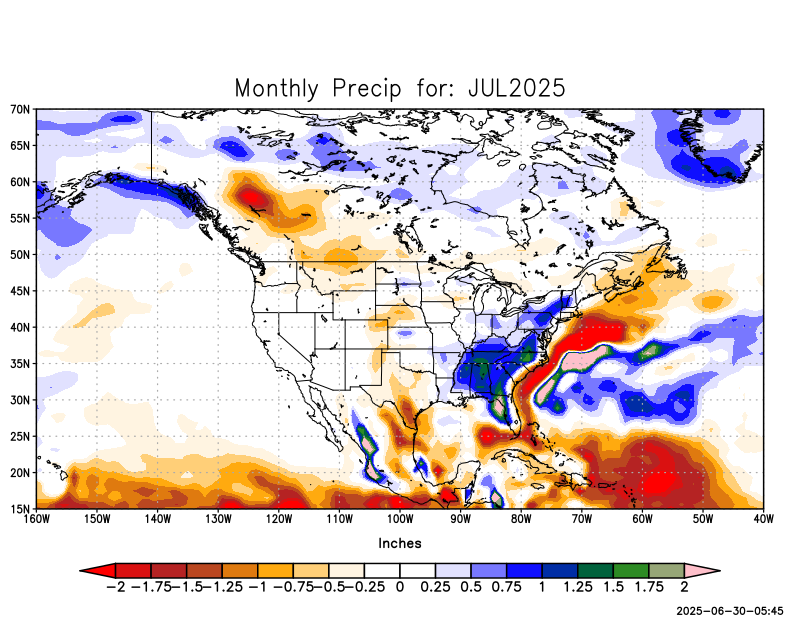 Monthly Precip for: JUL2025
70N
65N
60N
55N
50N
45N
40N
35N
30N
25N
20N
15N
160W 150W 140W 130W 120W 110W 100W 90W 80W 70W 60W 50W 40W
Inches
−2 −1.75 −1.5 −1.25 −1 −0.75 −0.5 −0.25 0 0.25 0.5 0.75 1 1.25 1.5 1.75 2
2025−06−30−05:45